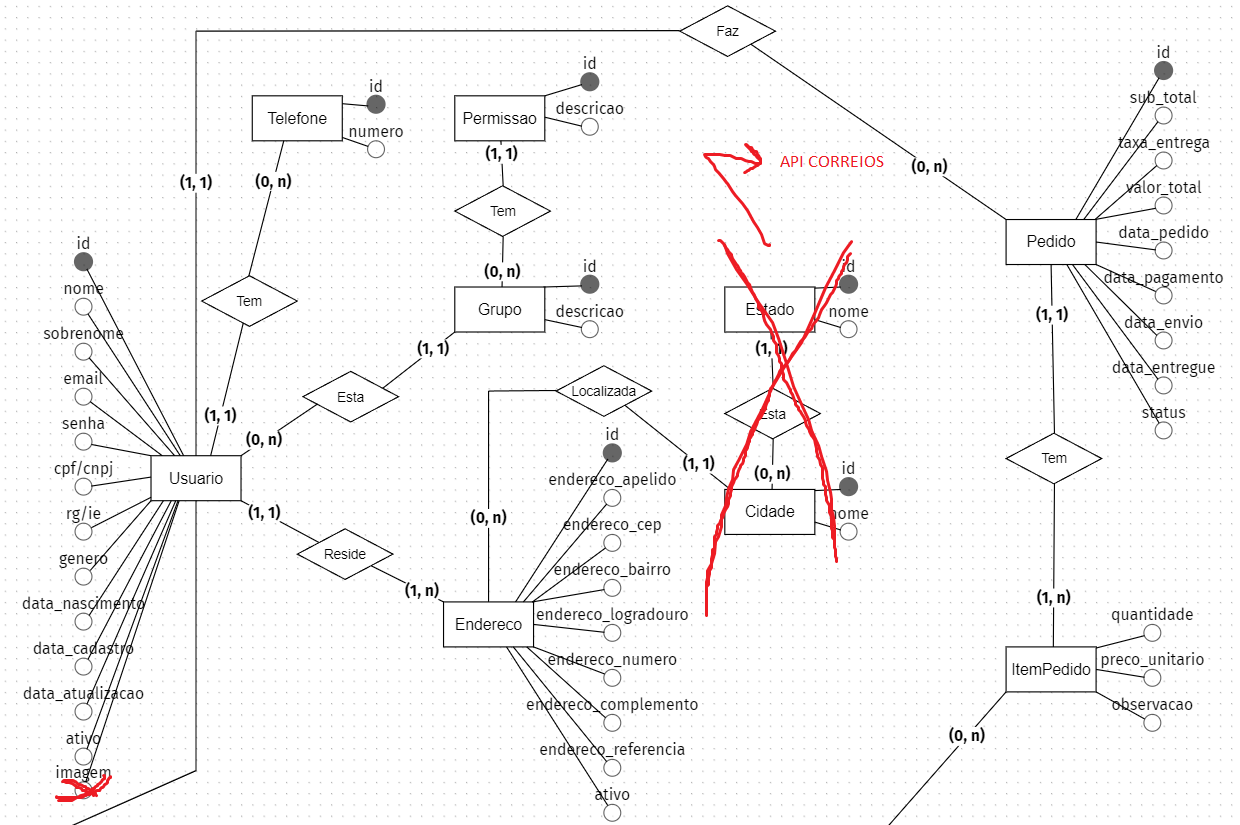 Faz
(1, 1)
(0, n)
id
sub_total
taxa_entrega
valor_total
data_pedido
data_pagamento
data_envio
data_entregue
status
Pedido
(1, 1)
Tem
(1, n)
ItemPedido
quantidade
preco_unitario
observacao
(0, n)
Telefone
id
numero
(0, n)
Tem
(1, 1)
Permissao
id
descricao
(1, 1)
Tem
(0, n)
Grupo
id
descricao
(1, 1)
Esta
(0, n)
API CORREIOS
Estado
id
nome
(1, 1)
Esta
(0, n)
Cidade
id
nome
(1, 1)
Localizada
(0, n)
id
nome
sobrenome
email
senha
cpf/cnpj
rg/ie
genero
data_nascimento
data_cadastro
data_atualizacao
ativo
imagem
Usuario
(1, 1)
Reside
(1, n)
Endereco
id
endereco_apelido
endereco_cep
endereco_bairro
endereco_logradouro
endereco_numero
endereco_complemento
endereco_referencia
ativo